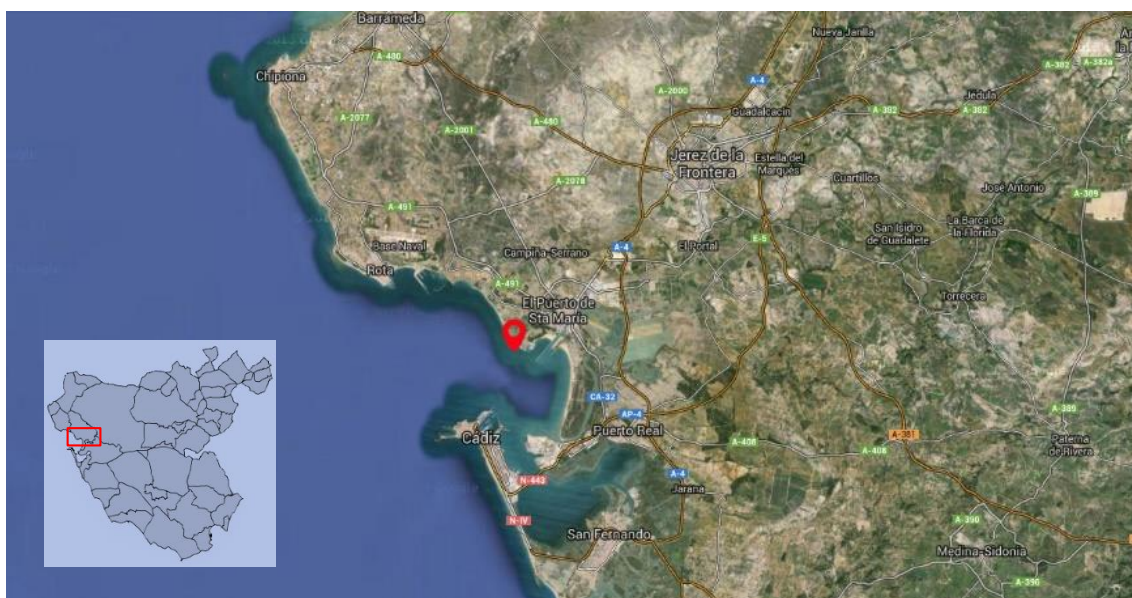 Barrameda
Nueva Jarilla
A-480
A-382
A-382a
Chipiona
A-4
Jédula
A-2000
Guadalcacín
A-382
A-382
A-2077
A-480
A-2001
Jerez de la
Frontera
Estella del
Marqués
Cuartillos
A-2078
José Antonio
A-389
A-491
La Barca de
la Florida
San Isidro
de Guadalete
Base Naval
Campiña-Serrano
A-4
El Portal
E-5
Rota
A-491
El Puerto de
Sta María
Torrecera
CA-32
AP-4
A-389
Cádiz
Puerto Real
A-408
A-381
Paterna
de Rivera
A-408
N-443
A-4
Jarana
N-IV
San Fernando
A-390
Medina-Sidonia
A-396